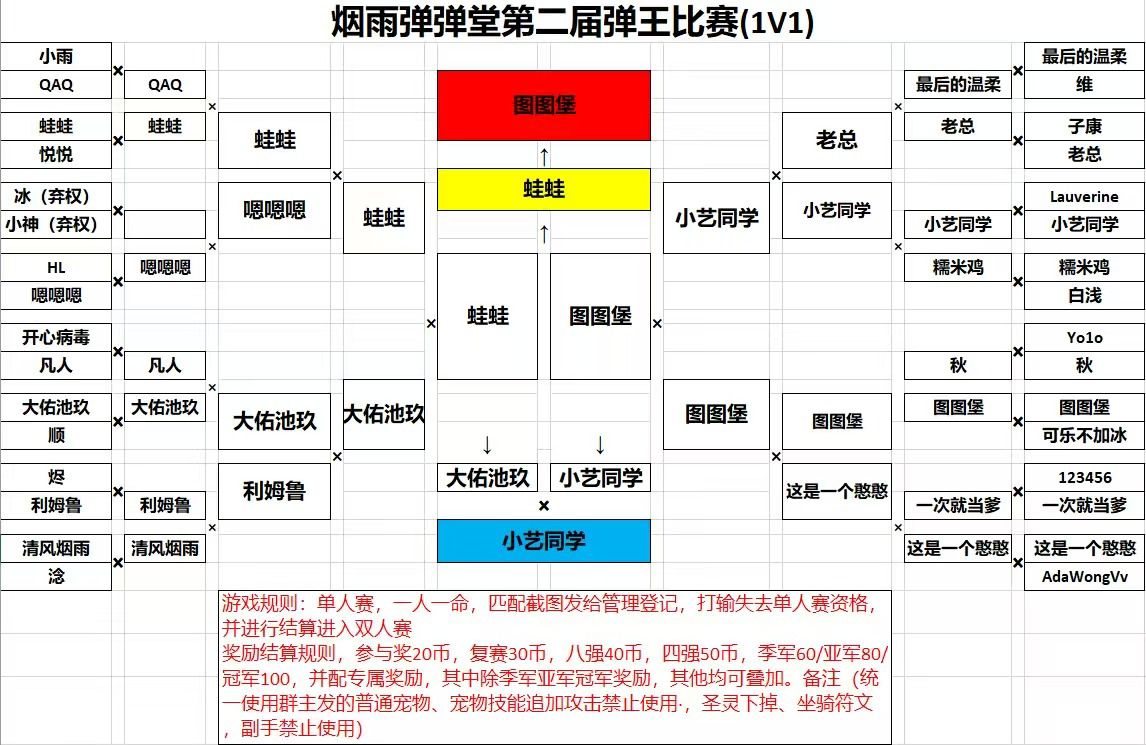 烟雨弹弹堂第二届弹王比赛(1V1)
小雨
QAQ
蛙蛙
悦悦
冰（弃权）
小神（弃权）
HL
嗯嗯嗯
开心病毒
凡人
大佑池玖
顺
烬
利姆鲁
清风烟雨
淰
×
×
×
×
×
×
×
×
QAQ
蛙蛙
嗯嗯嗯
凡人
大佑池玖
利姆鲁
清风烟雨
×
×
×
×
蛙蛙
嗯嗯嗯
大佑池玖
利姆鲁
×
×
蛙蛙
大佑池玖
×
图图堡
↑
蛙蛙
↑
蛙蛙
图图堡
↓
↓
大佑池玖
小艺同学
×
小艺同学
×
小艺同学
图图堡
×
×
老总
小艺同学
图图堡
这是一个憨憨
×
×
×
×
最后的温柔
老总
小艺同学
糯米鸡
秋
图图堡
一次就当爹
这是一个憨憨
×
×
×
×
×
×
×
×
最后的温柔
维
子康
老总
Lauverine
小艺同学
糯米鸡
白浅
Yo1o
秋
图图堡
可乐不加冰
123456
一次就当爹
这是一个憨憨
AdaWongVv
游戏规则：单人赛，一人一命，匹配截图发给管理登记，打输失去单人赛资格，
并进行结算进入双人赛
奖励结算规则，参与奖20币，复赛30币，八强40币，四强50币，季军60/亚军80/
冠军100，并配专属奖励，其中除季军亚军冠军奖励，其他均可叠加。备注（统
一使用群主发的普通宠物、宠物技能追加攻击禁止使用·，圣灵下掉、坐骑符文
，副手禁止使用）